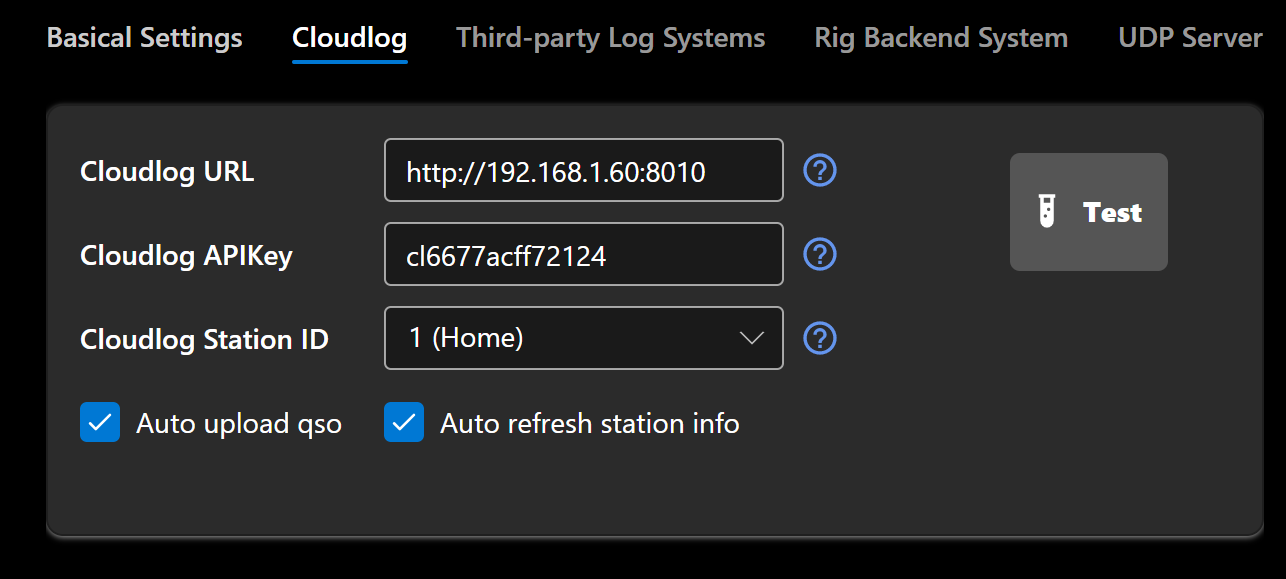 Basical Settings Cloudlog Third-party Log Systems Rig Backend System UDP Server
Cloudlog URL http://192.168.1.60:8010 ?
Test
Cloudlog APIKey cl6677acff72124 ?
Cloudlog Station ID 1 (Home) ?
Auto upload qso Auto refresh station info